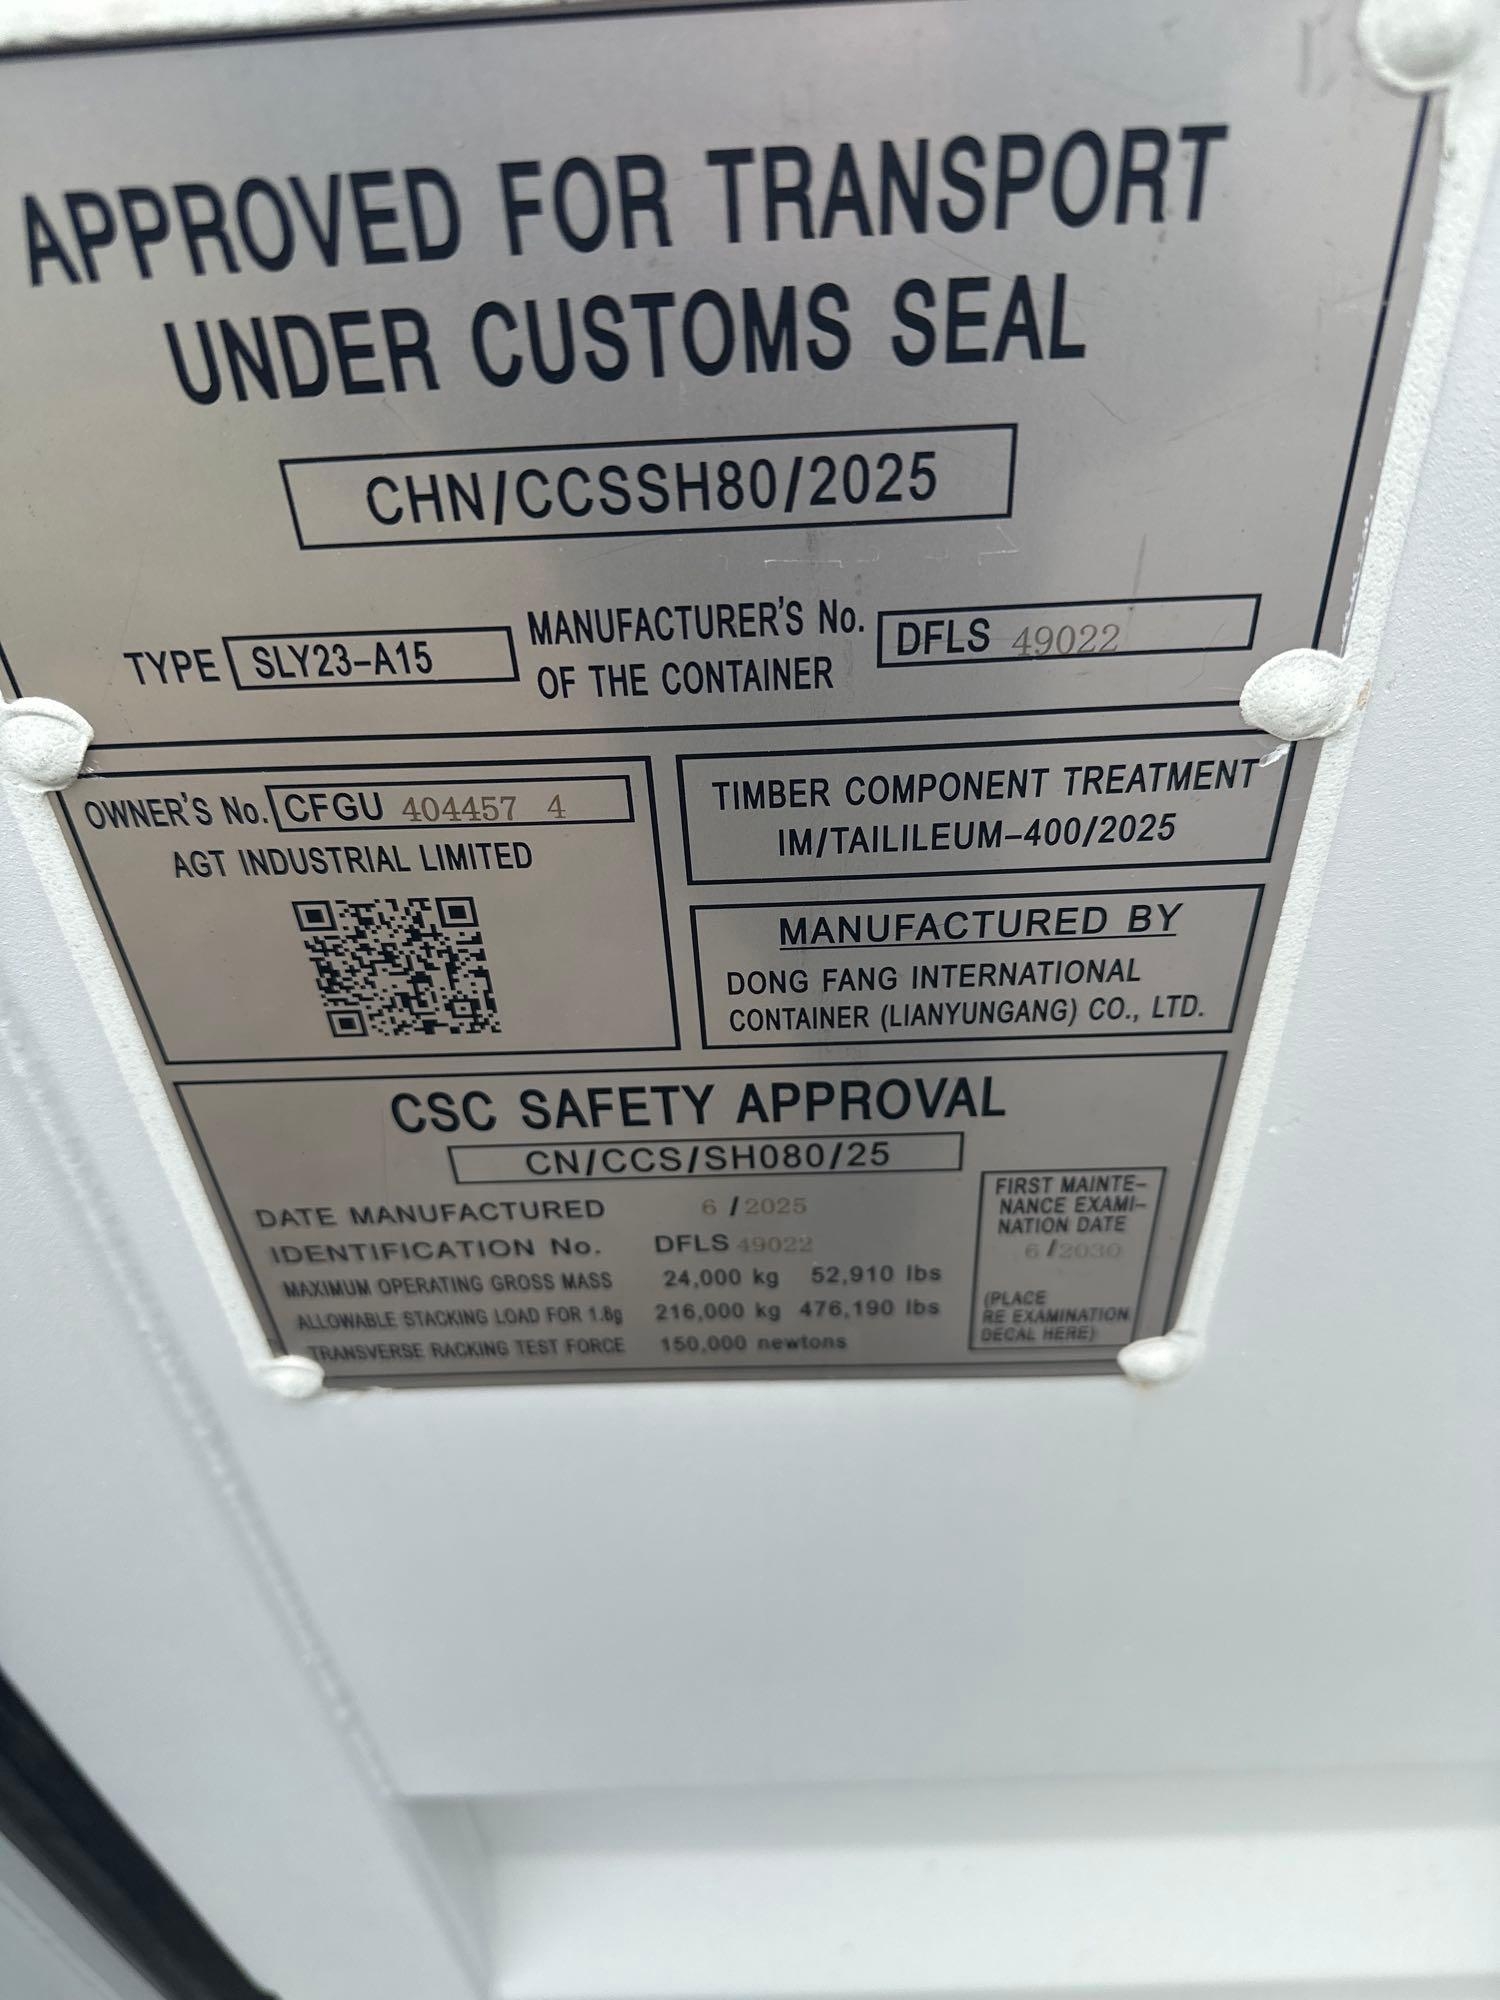 APPROVED FOR TRANSPORT
UNDER CUSTOMS SEAL
CHN/CCSSH80/2025
TYPE SLY23-A15
MANUFACTURER'S No.
OF THE CONTAINER
DFLS 49022
OWNER'S No. CFGU 404457 4
AGT INDUSTRIAL LIMITED
TIMBER COMPONENT TREATMENT
IM/TAILILEUM-400/2025
MANUFACTURED BY
DONG FANG INTERNATIONAL
CONTAINER (LIANYUNGANG) CO., LTD.
CSC SAFETY APPROVAL
CN/CCS/SH080/25
DATE MANUFACTURED 6 / 2025
IDENTIFICATION No. DFLS 49022
MAXIMUM OPERATING GROSS MASS 24,000 kg 52,910 lbs
ALLOWABLE STACKING LOAD FOR 1.8g 216,000 kg 476,190 lbs
TRANSVERSE RACKING TEST FORCE 150,000 newtons
FIRST MAINTE-
NANCE EXAMI-
NATION DATE
6 / 2030
(PLACE
RE EXAMINATION
DECAL HERE)